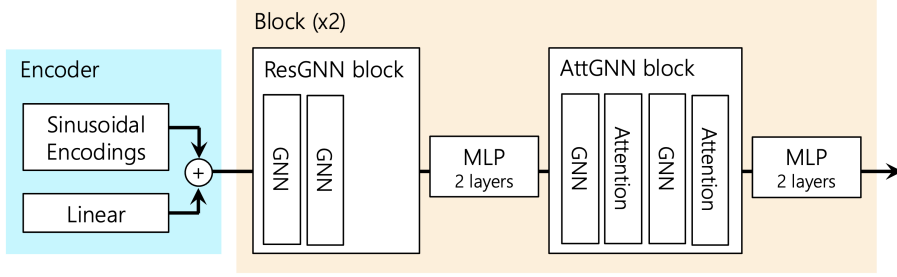 Block (x2)
Encoder
Sinusoidal
Encodings
+
Linear
ResGNN block
GNN
GNN
MLP
2 layers
AttGNN block
GNN
Attention
GNN
Attention
MLP
2 layers